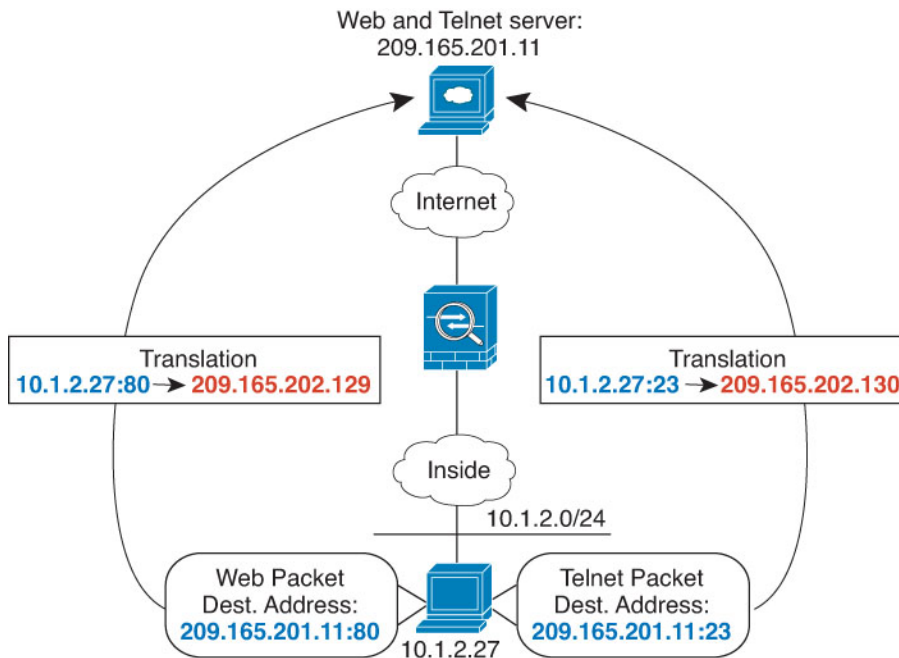 Web and Telnet server:
209.165.201.11
Internet
Translation
10.1.2.27:80 → 209.165.202.129
Translation
10.1.2.27:23 → 209.165.202.130
Inside
10.1.2.0/24
Web Packet
Dest. Address:
209.165.201.11:80
Telnet Packet
Dest. Address:
209.165.201.11:23
10.1.2.27